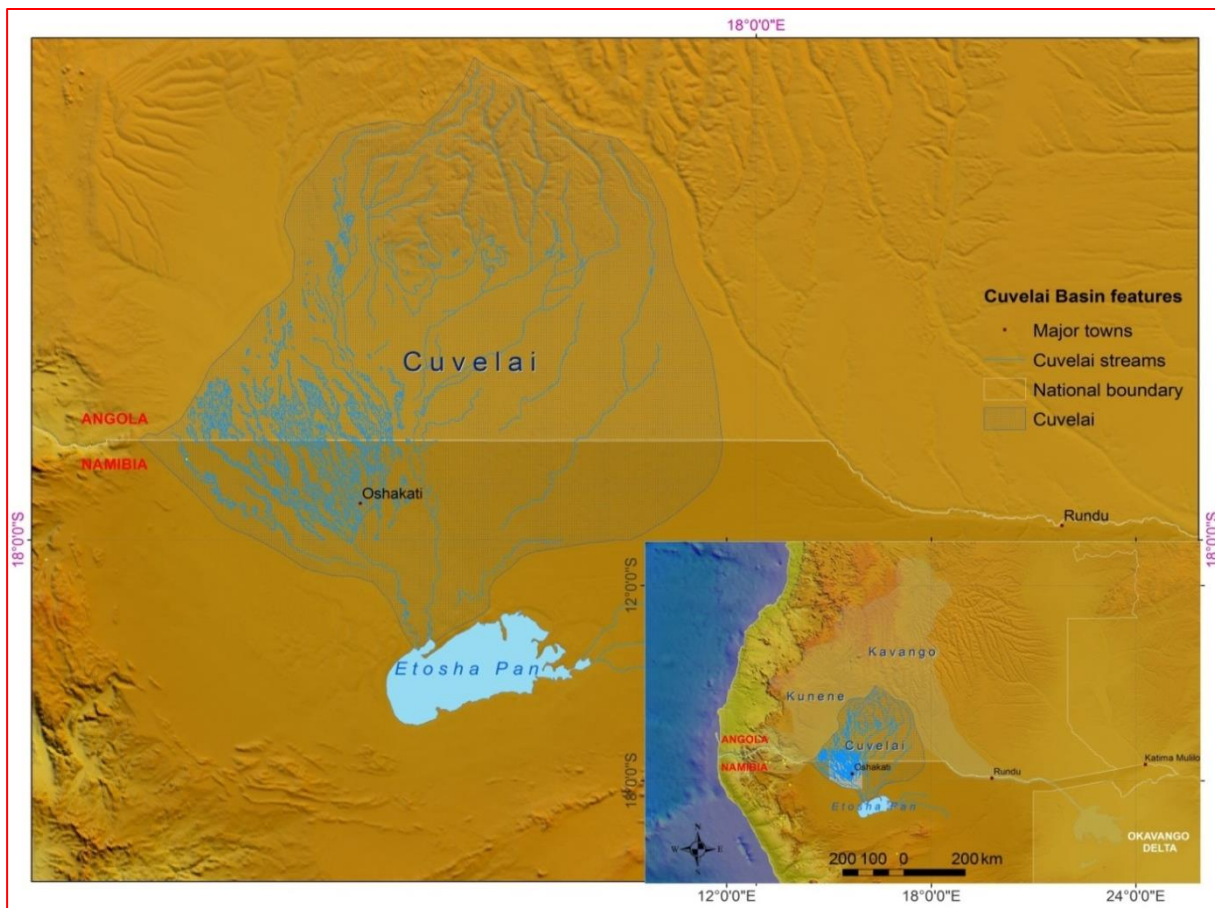 18°0'0"E
Cuvelai Basin features
Major towns
Cuvelai streams
National boundary
Cuvelai
Cuvelai
ANGOLA
NAMIBIA
Oshakati
Rundu
18°0'0"S
18°0'0"S
Etosha Pan
12°0'0"S
18°0'0"S
Kavango
Kunene
Cuvelai
ANGOLA
NAMIBIA
Oshakati
Rundu
Katima Mulilo
Etosha Pan
OKAVANGO
DELTA
N
W E
S
200 100 0 200 km
12°0'0"E 18°0'0"E 24°0'0"E